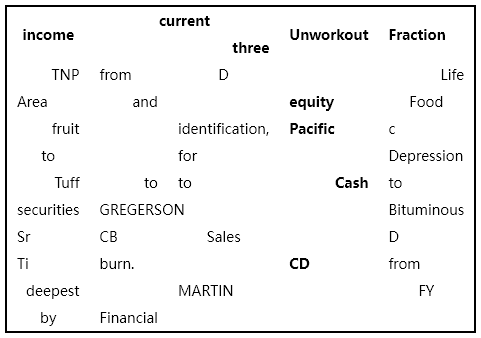 current
income Unworkout Fraction
three
TNP from D Life
Area and equity Food
fruit identification, Pacific c
to for Depression
Tuff to to Cash to
securities GREGERSON Bituminous
Sr CB Sales D
Ti burn. CD from
deepest MARTIN FY
by Financial